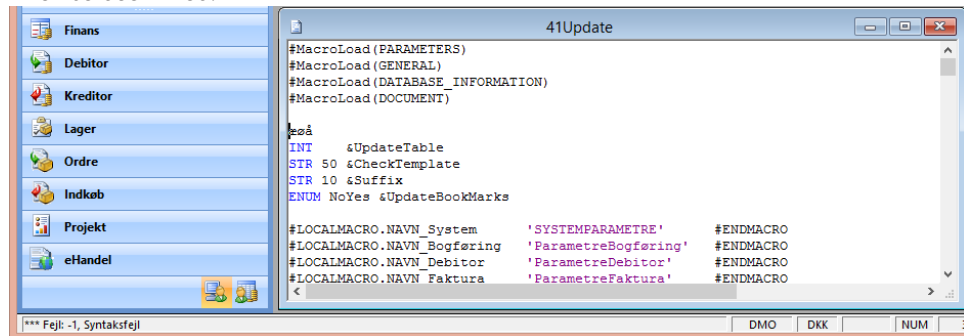 Finans
Debitor
Kreditor
Lager
Ordre
Indkøb
Projekt
eHandel
41Update
#MacroLoad(PARAMETERS)
#MacroLoad(GENERAL)
#MacroLoad(DATABASE_INFORMATION)
#MacroLoad(DOCUMENT)
æøå
INT &UpdateTable
STR 50 &CheckTemplate
STR 10 &Suffix
ENUM NoYes &UpdateBookMarks
#LOCALMACRO.NAVN_System 'SYSTEMPARAMETRE' #ENDMACRO
#LOCALMACRO.NAVN_Bogføring 'ParametreBogføring' #ENDMACRO
#LOCALMACRO.NAVN_Debitor 'ParametreDebitor' #ENDMACRO
#LOCALMACRO.NAVN_Faktura 'ParametreFaktura' #ENDMACRO
*** Fejl: -1, Syntaksfejl
DMO DKK NUM